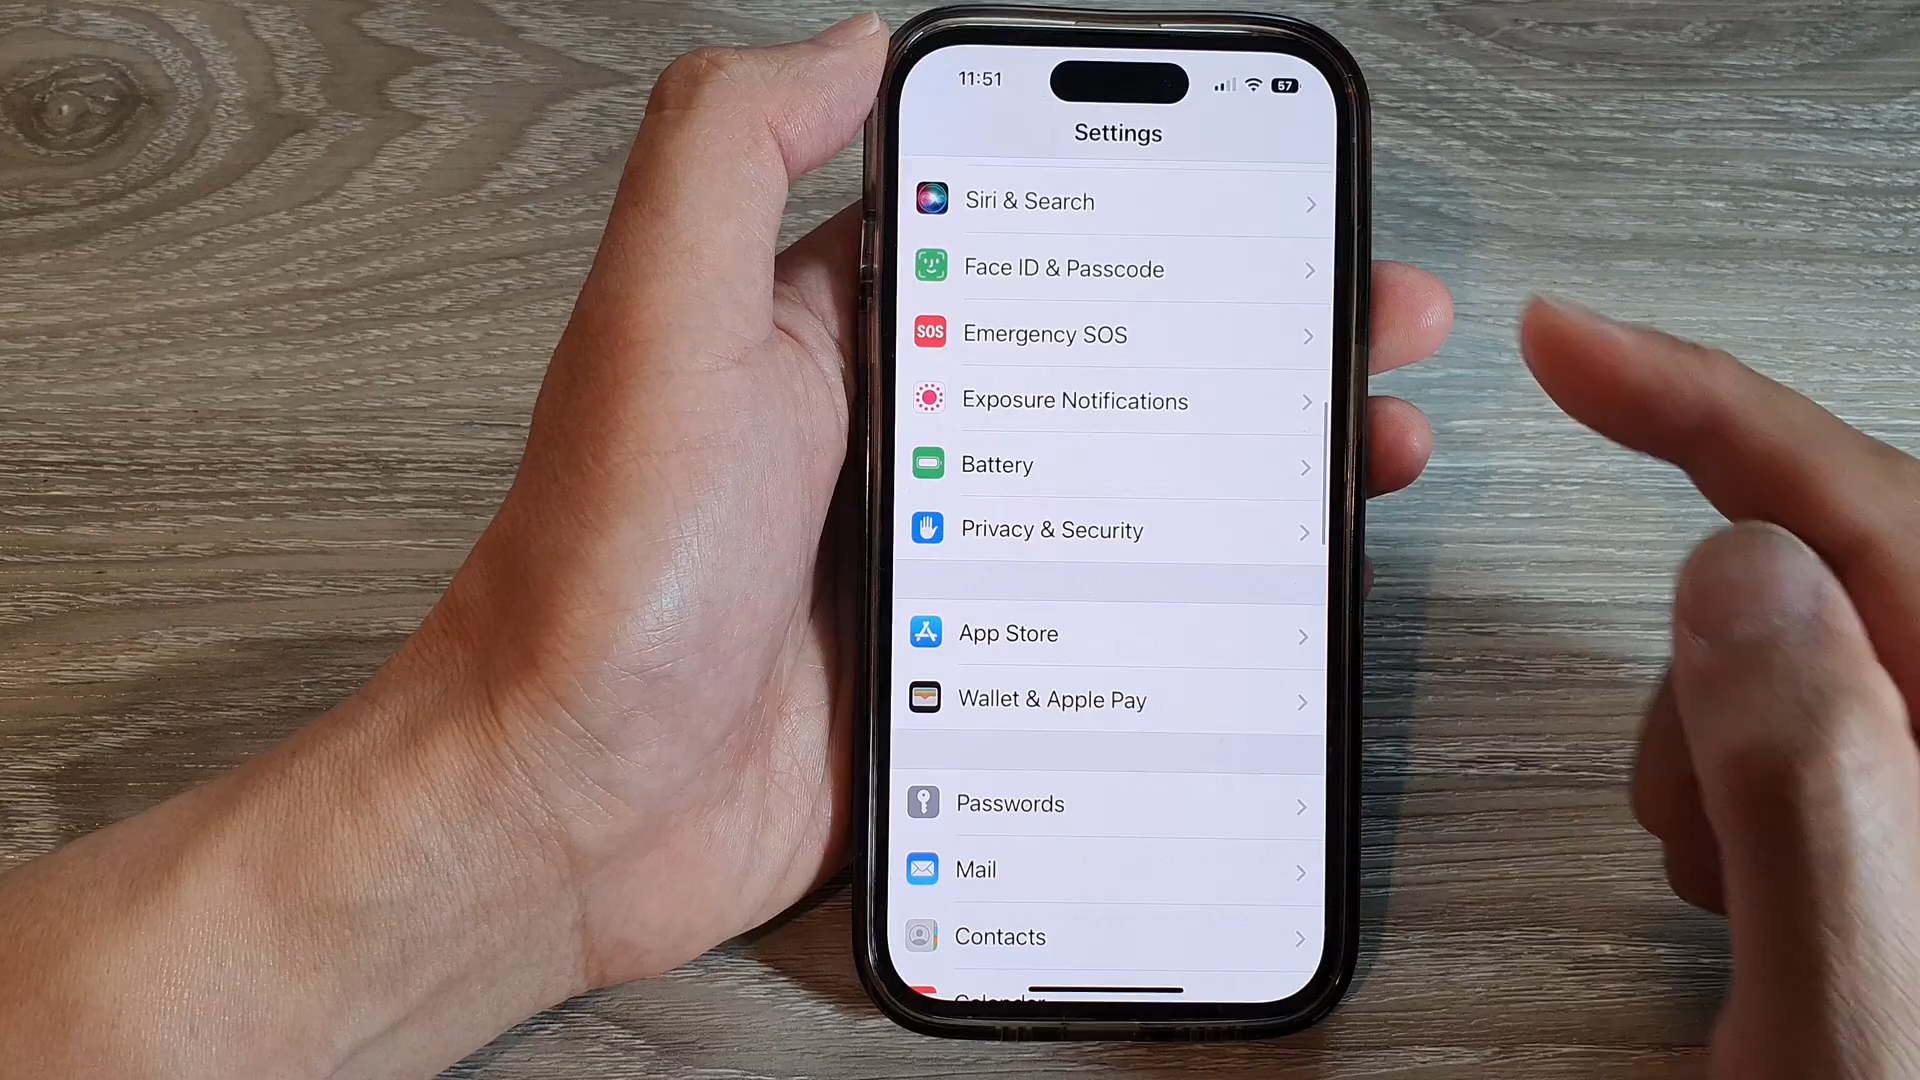 11:51
57
Settings
Siri & Search
Face ID & Passcode
SOS
Emergency SOS
Exposure Notifications
Battery
Privacy & Security
App Store
Wallet & Apple Pay
Passwords
Mail
Contacts
Calendar